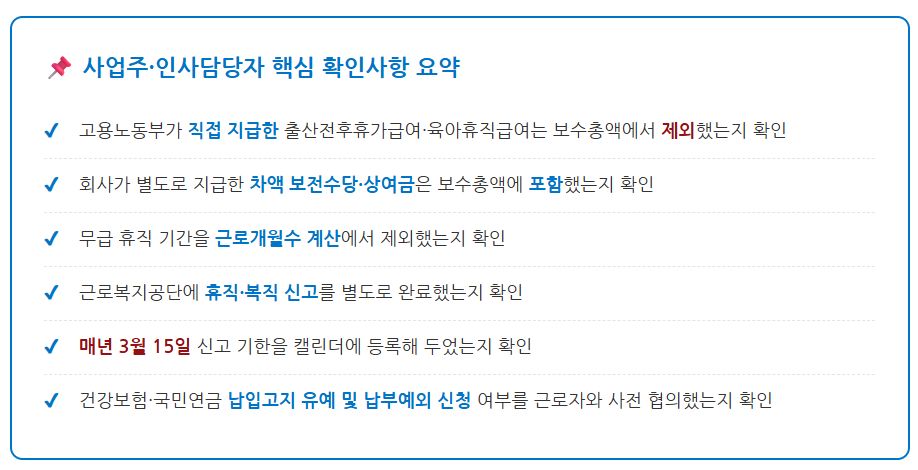 사업주·인사담당자 핵심 확인사항 요약
고용노동부가 직접 지급한 출산전후휴가급여·육아휴직급여는 보수총액에서 제외했는지 확인
회사가 별도로 지급한 차액 보전수당·상여금은 보수총액에 포함했는지 확인
무급 휴직 기간을 근로개월수 계산에서 제외했는지 확인
근로복지공단에 휴직·복직 신고를 별도로 완료했는지 확인
매년 3월 15일 신고 기한을 캘린더에 등록해 두었는지 확인
건강보험·국민연금 납입고지 유예 및 납부예외 신청 여부를 근로자와 사전 협의했는지 확인